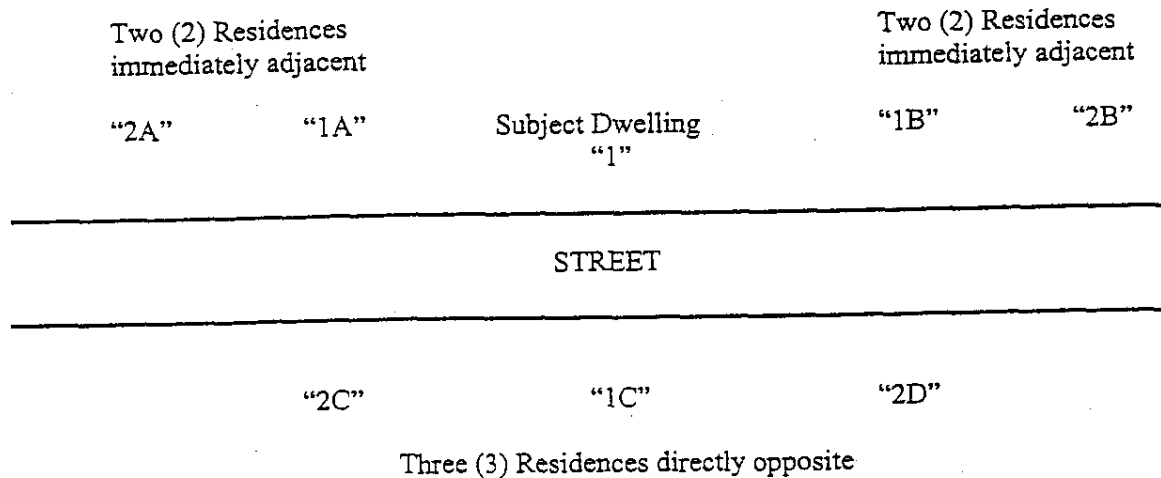 Two (2) Residences
immediately adjacent
Two (2) Residences
immediately adjacent
“2A” “1A” Subject Dwelling “1B” “2B”
“1”
STREET
“2C” “1C” “2D”
Three (3) Residences directly opposite